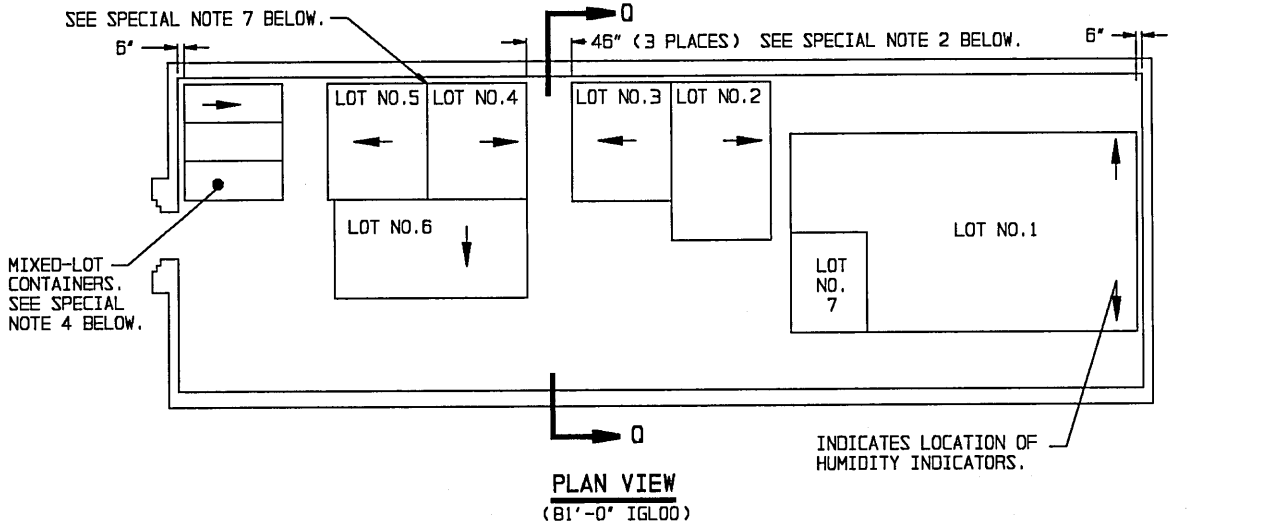 SEE SPECIAL NOTE 7 BELOW.
6"
a
46" (3 PLACES) SEE SPECIAL NOTE 2 BELOW.
6"
LOT NO.5
LOT NO.4
LOT NO.3
LOT NO.2
LOT NO.6
LOT NO.1
LOT
NO.
7
MIXED-LOT
CONTAINERS.
SEE SPECIAL
NOTE 4 BELOW.
a
INDICATES LOCATION OF
HUMIDITY INDICATORS.
PLAN VIEW
(81'-0" IGLOO)